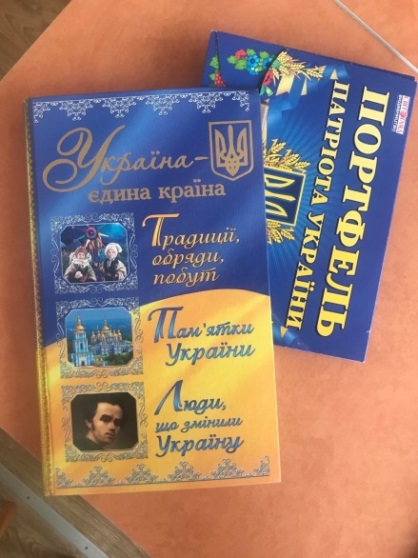 Україна–
єдина країна
Традиції,
обряди,
побут
Пам'ятки
України
Люди,
що змінили
Україну
ПОРТФЕЛЬ
ПАТРІОТА УКРАЇНИ